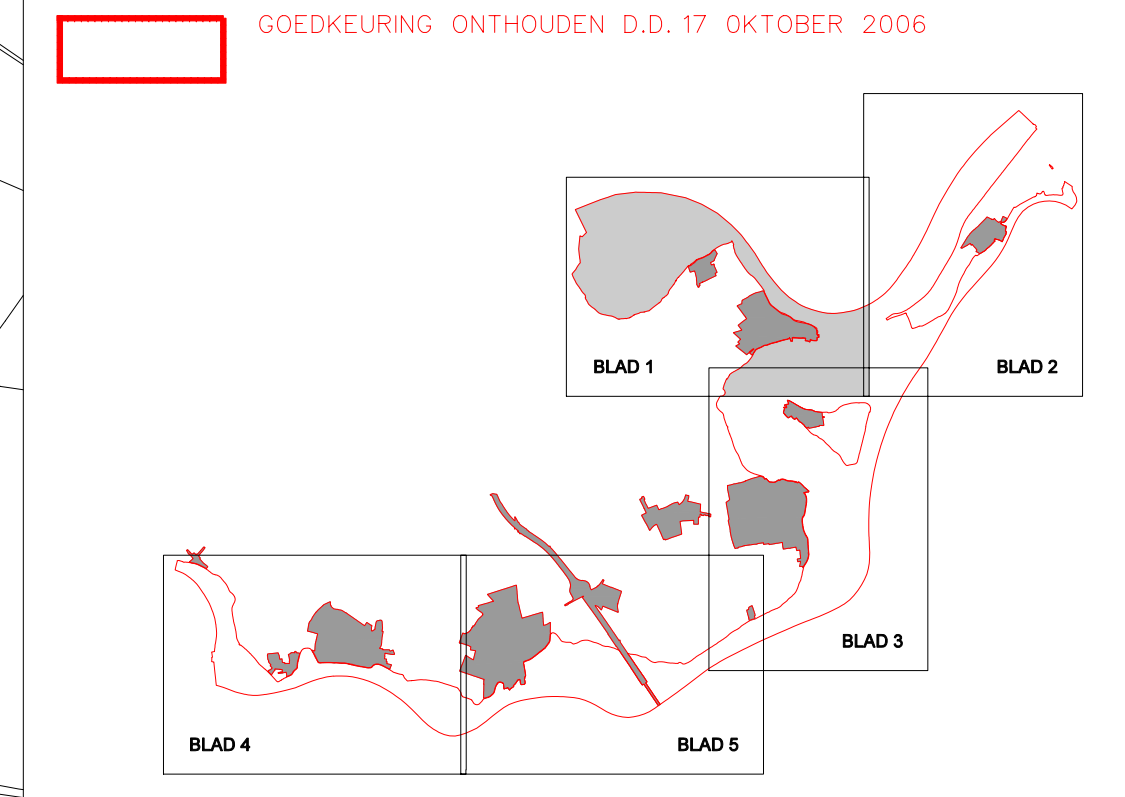 GOEDKEURING ONTHOUDEN D.D. 17 OKTOBER 2006
BLAD 1
BLAD 2
BLAD 3
BLAD 4
BLAD 5